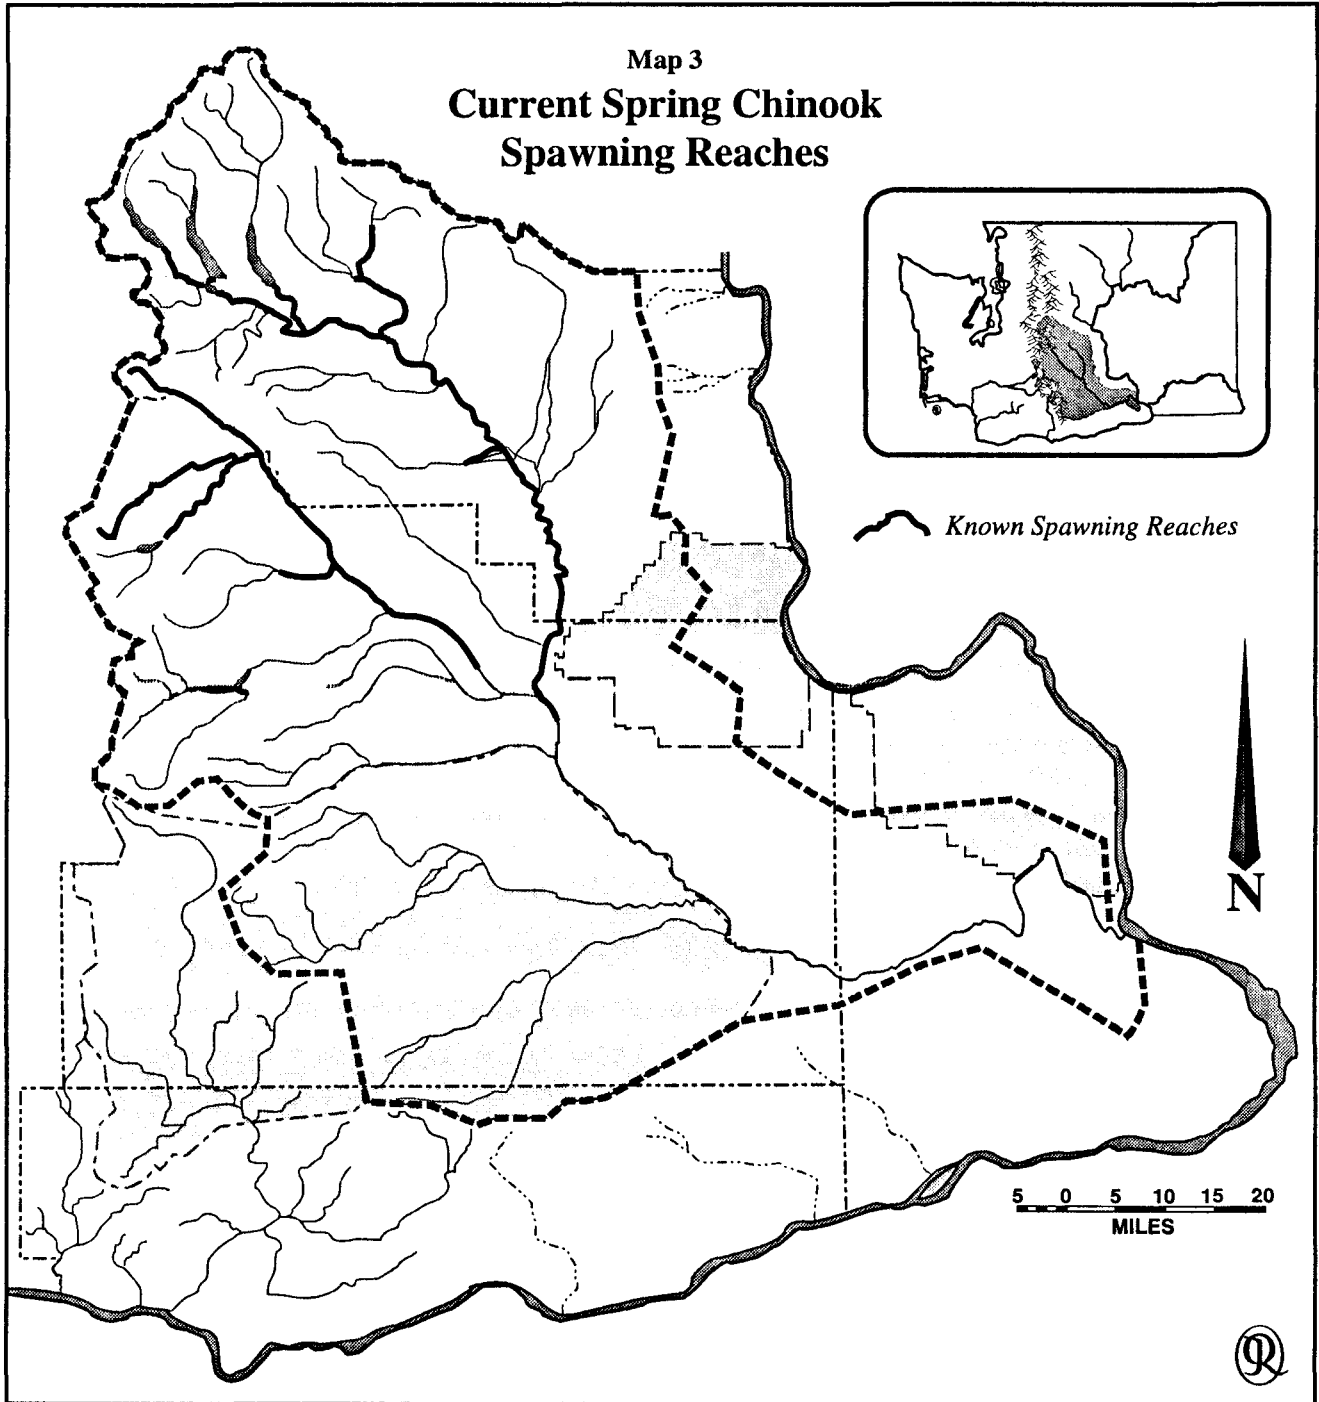 Map 3
Current Spring Chinook
Spawning Reaches
Known Spawning Reaches
N
5 0 5 10 15 20
MILES